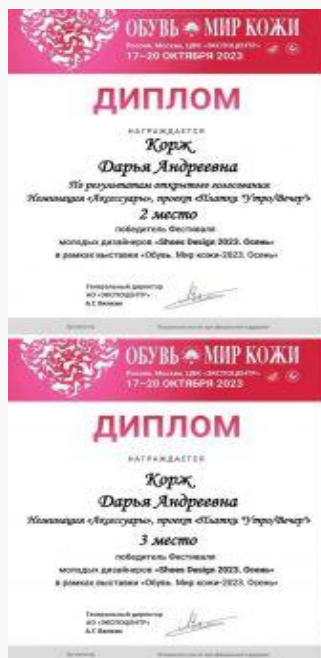 ОБУВЬ МИР КОЖИ
Россия, Москва, ЦВК «ЭКСПОЦЕНТР»
17–20 ОКТЯБРЯ 2023
ДИПЛОМ
НАГРАЖДАЕТСЯ
Корж
Дарья Андреевна
По результатам открытого голосования
Номинация «Аксессуары», проект «Платки "Утро/Вечер"»
2 место
победитель Фестиваля
молодых дизайнеров «Shoes Design 2023. Осень»
в рамках выставки «Обувь. Мир кожи-2023. Осень»
Генеральный директор
АО «ЭКСПОЦЕНТР»
ОБУВЬ МИР КОЖИ
Россия, Москва, ЦВК «ЭКСПОЦЕНТР»
17–20 ОКТЯБРЯ 2023
ДИПЛОМ
НАГРАЖДАЕТСЯ
Корж
Дарья Андреевна
Номинация «Аксессуары», проект «Платки "Утро/Вечер"»
3 место
победитель Фестиваля
молодых дизайнеров «Shoes Design 2023. Осень»
в рамках выставки «Обувь. Мир кожи-2023. Осень»
Генеральный директор
АО «ЭКСПОЦЕНТР»